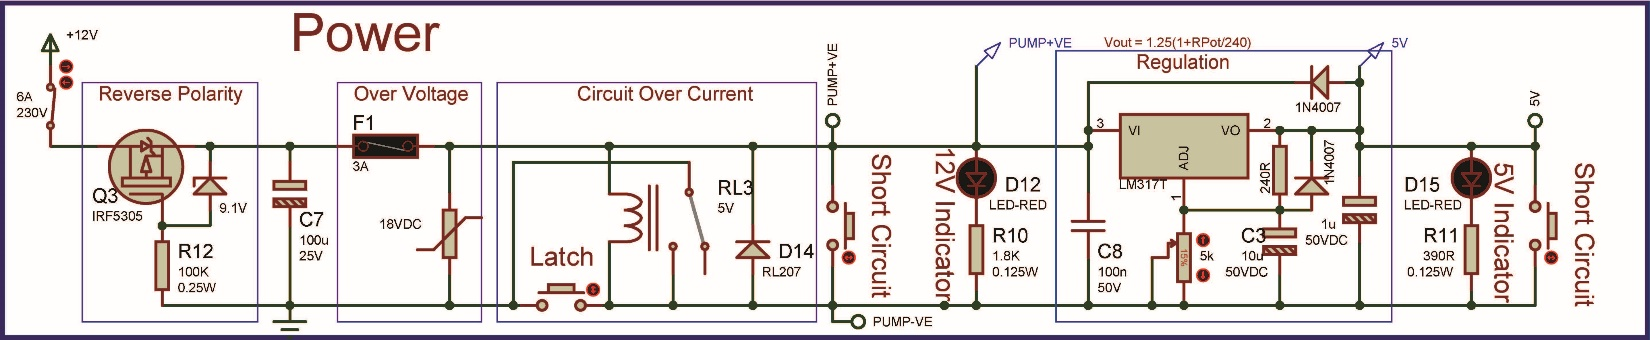 Power
+12V
6A
230V
Reverse Polarity
Q3
IRF5305
9.1V
R12
100K
0.25W
C7
100u
25V
Over Voltage
F1
3A
18VDC
Circuit Over Current
Latch
RL3
5V
D14
RL207
PUMP+VE
Short Circuit
PUMP-VE
12V Indicator
PUMP+VE
D12
LED-RED
R10
1.8K
0.125W
Vout = 1.25(1+RPot/240)
Regulation
5V
1N4007
3
VI
VO
2
ADJ
LM317T
1
240R
1N4007
C8
100n
50V
15%
5k
C3
10u
50VDC
1u
50VDC
D15
LED-RED
R11
390R
0.125W
5V Indicator
5V
Short Circuit